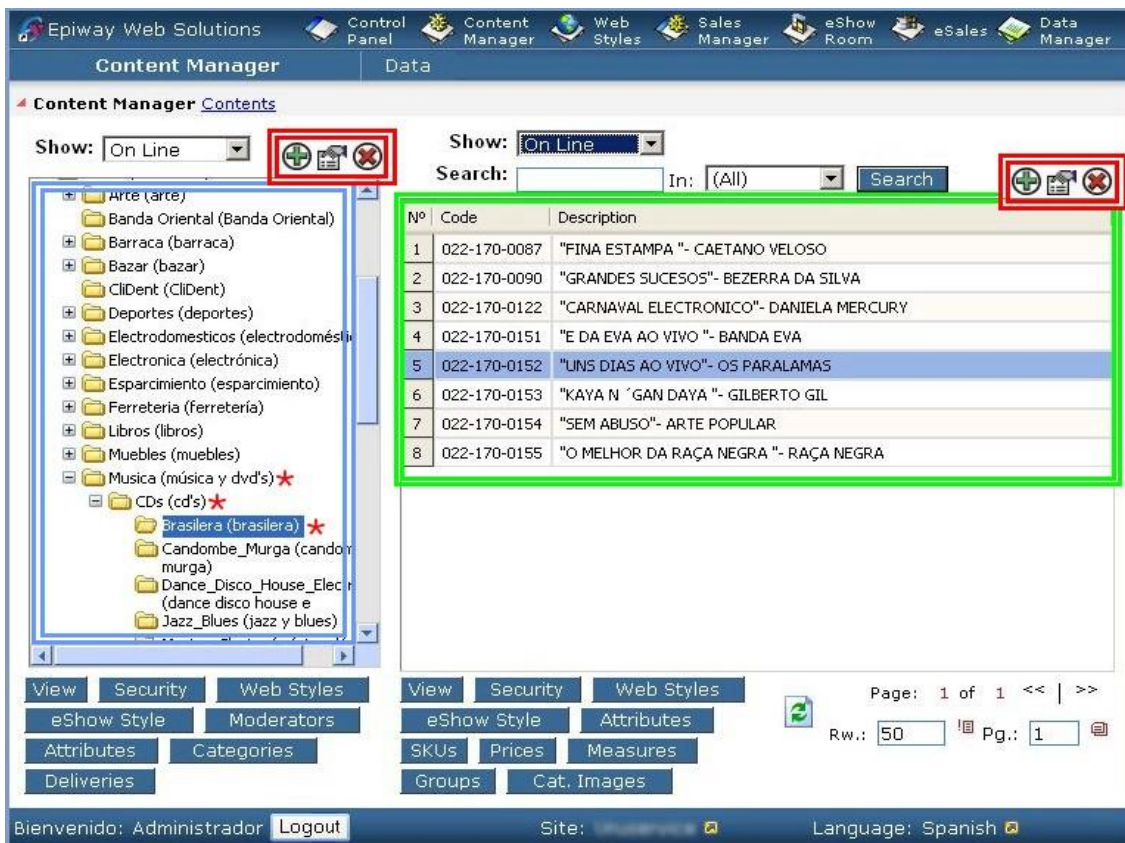 Epiway Web Solutions
Control Panel
Content Manager
Web Styles
Sales Manager
eShow Room
eSales
Data Manager
Content Manager Data
Content Manager Contents
Show: On Line
Arte (arte)
Banda Oriental (Banda Oriental)
Barraca (barraca)
Bazar (bazar)
CliDent (CliDent)
Deportes (deportes)
Electrodomesticos (electrodomésti
Electronica (electrónica)
Esparcimiento (esparcimiento)
Ferreteria (ferretería)
Libros (libros)
Muebles (muebles)
Musica (música y dvd's)
CDs (cd's)
Brasilera (brasilera)
Candombe_Murga (candom
murga)
Dance_Disco_House_Electr
(dance disco house e
Jazz_Blues (jazz y blues)
View Security Web Styles
eShow Style Moderators
Attributes Categories
Deliveries
Show: On Line
Search: In: (All) Search
Nº Code Description
1 022-170-0087 "FINA ESTAMPA "- CAETANO VELOSO
2 022-170-0090 "GRANDES SUCESOS"- BEZERRA DA SILVA
3 022-170-0122 "CARNAVAL ELECTRONICO"- DANIELA MERCURY
4 022-170-0151 "E DA EVA AO VIVO "- BANDA EVA
5 022-170-0152 "UNS DIAS AO VIVO"- OS PARALAMAS
6 022-170-0153 "KAYA N ´GAN DAYA "- GILBERTO GIL
7 022-170-0154 "SEM ABUSO"- ARTE POPULAR
8 022-170-0155 "O MELHOR DA RAÇA NEGRA "- RAÇA NEGRA
View Security Web Styles
eShow Style Attributes
SKUs Prices Measures
Groups Cat. Images
Page: 1 of 1 << | >>
Rw.: 50 Pg.: 1
Bienvenido: Administrador Logout
Site:
Language: Spanish